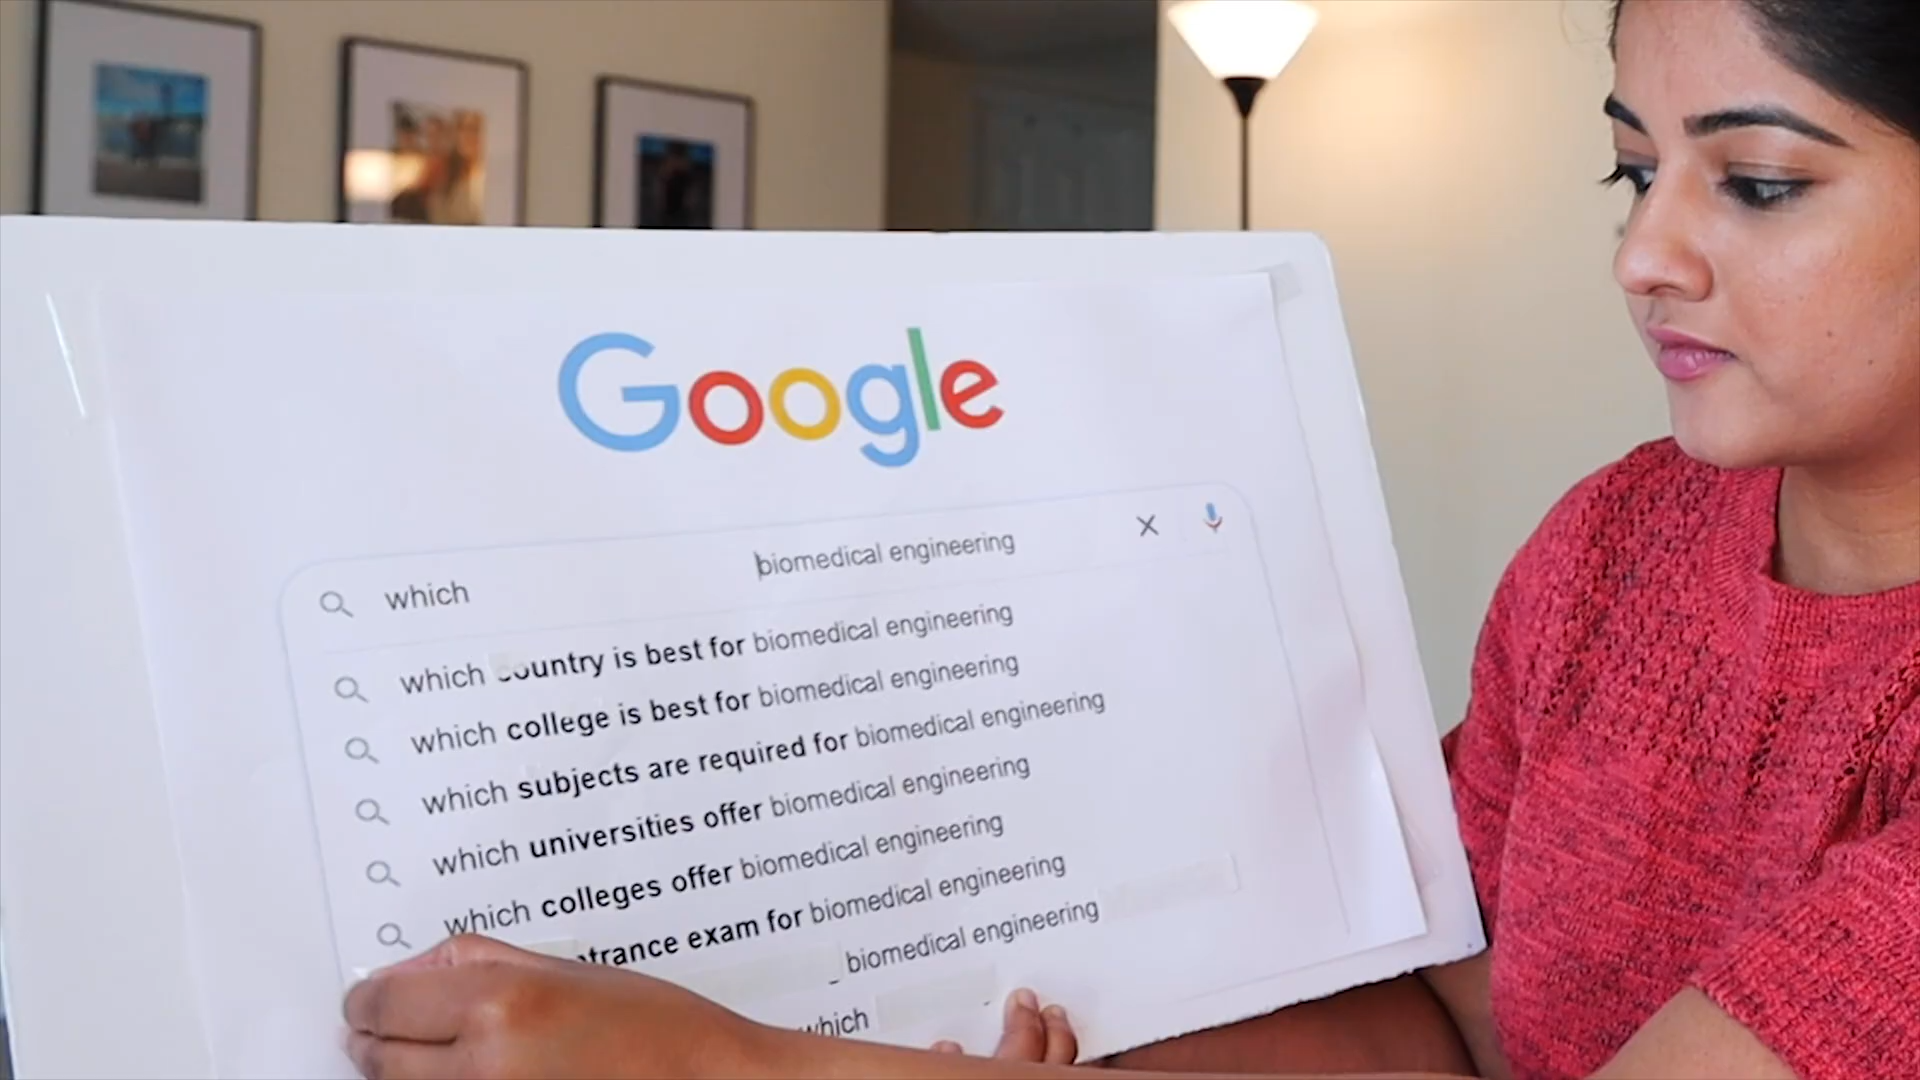 Google
which biomedical engineering
which country is best for biomedical engineering
which college is best for biomedical engineering
which subjects are required for biomedical engineering
which universities offer biomedical engineering
which colleges offer biomedical engineering
exam for biomedical engineering
biomedical engineering
which